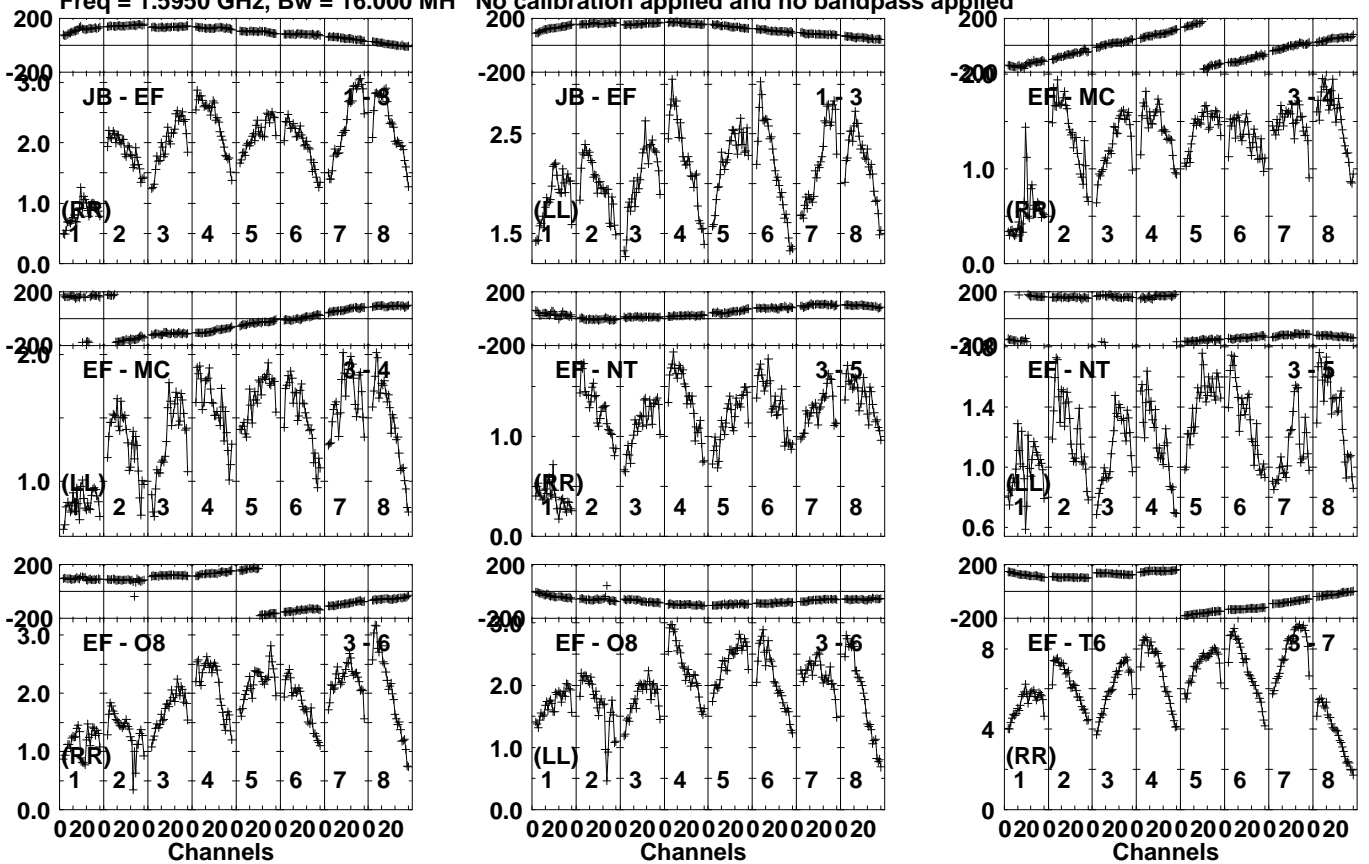 Freq = 1.5950 GHz, Bw = 16.000 MH No calibration applied and no bandpass applied
200 200 200
-200 -200 -200
3.0 JB - EF 1 - 3 JB - EF 1 - 3 2.0 EF - MC
2.0 2.5 1.0
1.0 1.5
(RR) (LL) (RR)
1 2 3 4 5 6 7 8 1 2 3 4 5 6 7 8 1 2 3 4 5 6 7 8
0.0 0.0
200 200 200
-200 -200 -200
2.0 EF - MC 3 - 4 EF - NT 3 - 5 EF - NT 3 - 5
1.0 1.0 1.4
1.0
(LL) (RR) (LL)
1 2 3 4 5 6 7 8 1 2 3 4 5 6 7 8 1 2 3 4 5 6 7 8
0.0 0.6
200 200 200
-200 -200 -200
3.0 EF - O8 3 - 6 3.0 EF - O8 3 - 6 8 EF - T6 3 - 7
2.0 2.0 4
1.0 1.0
(RR) (LL) (RR)
1 2 3 4 5 6 7 8 1 2 3 4 5 6 7 8 1 2 3 4 5 6 7 8
0.0 0.0 0
0 20 0 20 0 20 0 20 0 20 0 20 0 20 0 20 0 20 0 20 0 20 0 20 0 20 0 20 0 20 0 20 0 20 0 20 0 20 0 20 0 20 0 20 0 20 0 20
Channels Channels Channels